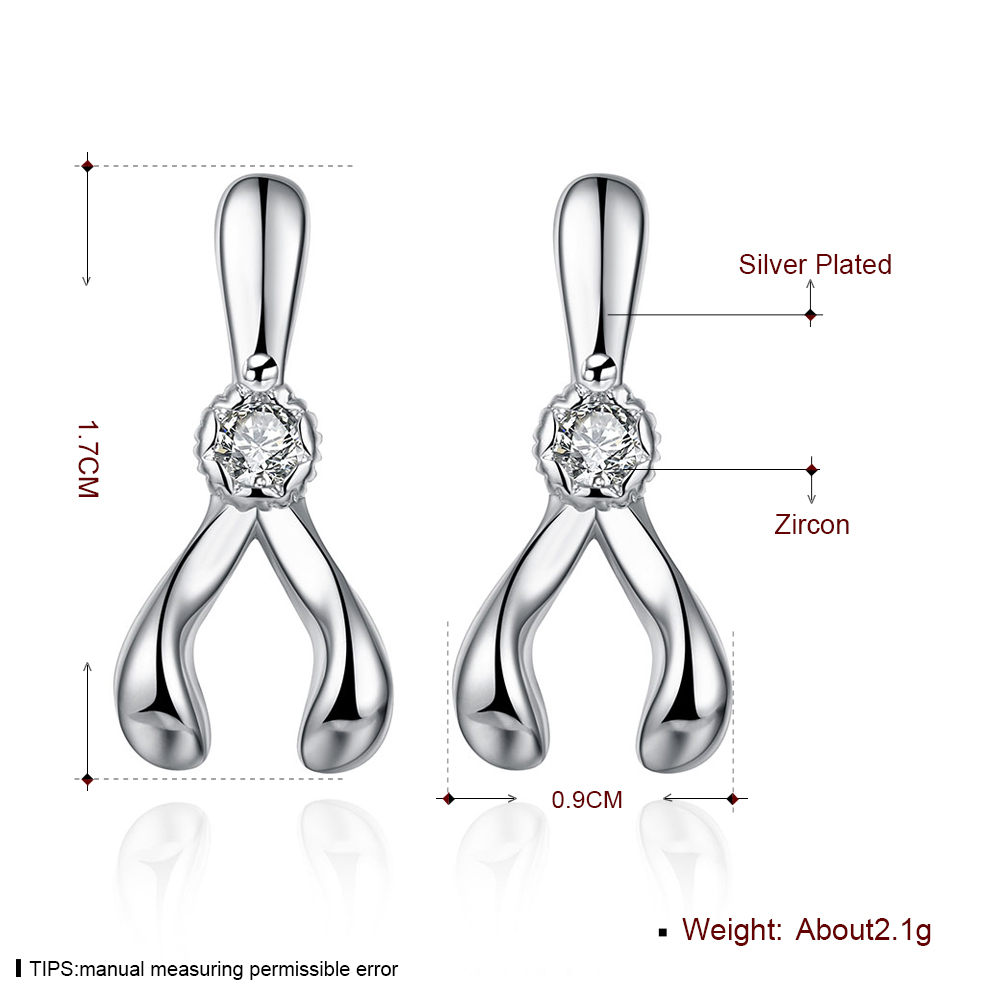 Silver Plated
1.7CM
Zircon
0.9CM
Weight: About2.1g
TIPS:manual measuring permissible error